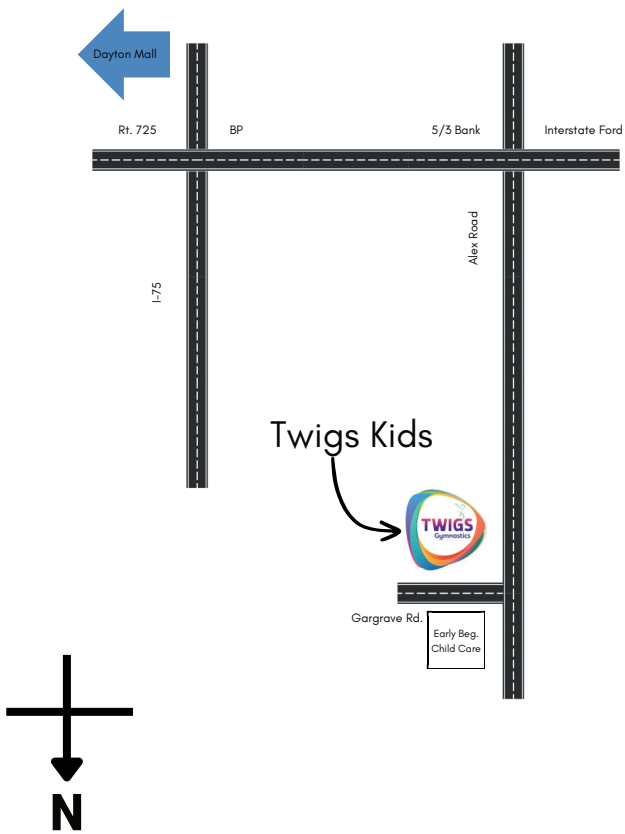 Dayton Mall
Rt. 725
BP
5/3 Bank
Interstate Ford
Alex Road
I-75
Twigs Kids
TWIGS
Gymnastics
Gargrave Rd.
Early Beg.
Child Care
N